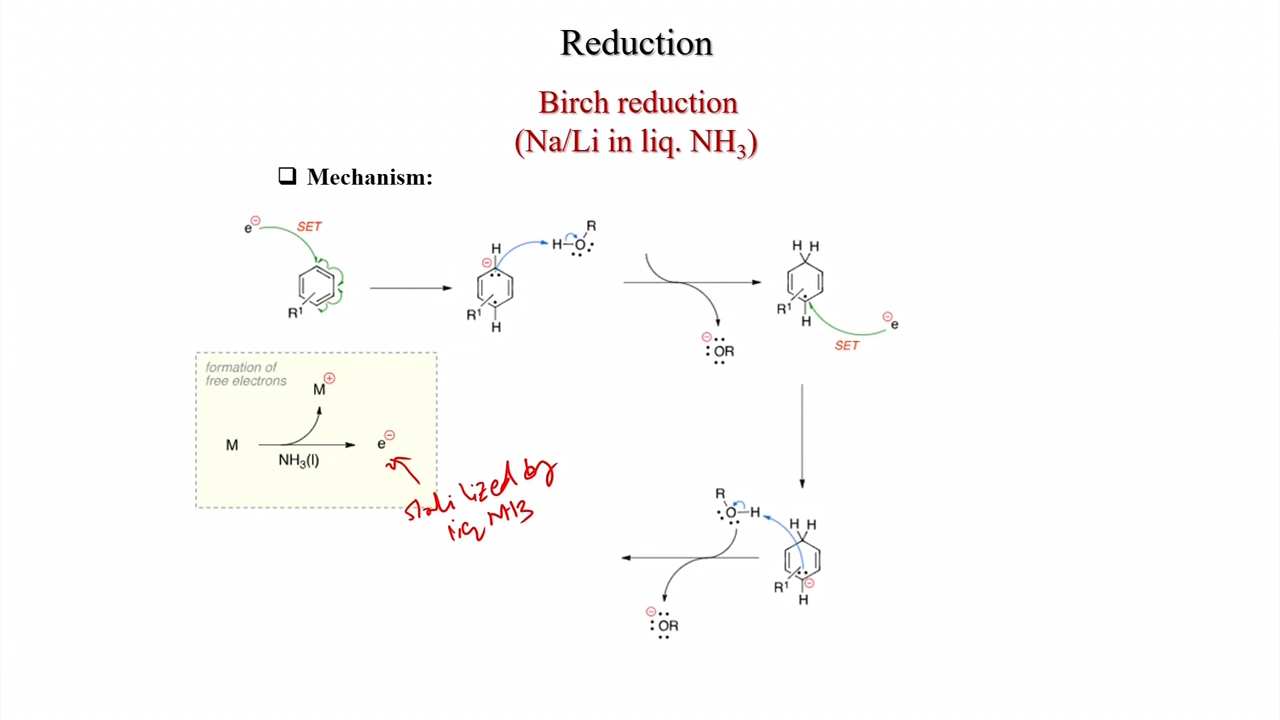 Reduction
Birch reduction
(Na/Li in liq. NH₃)
❑ Mechanism:
e⊖ SET
R¹
H
⊖
R¹
H
H–O
R
⊖
:OR
H H
R¹
H
⊖e
SET
formation of
free electrons
M⊕
M
NH₃(l)
e⊖
stabilized by
liq NH3
R
O–H
H H
R¹
⊖
H
⊖
:OR